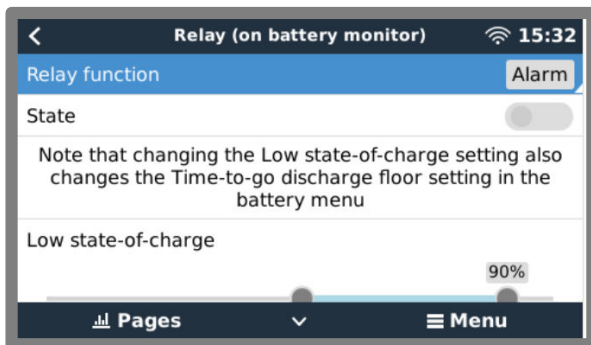 Relay (on battery monitor) 15:32
Relay function Alarm
State
Note that changing the Low state-of-charge setting also
changes the Time-to-go discharge floor setting in the
battery menu
Low state-of-charge
90%
Pages Menu